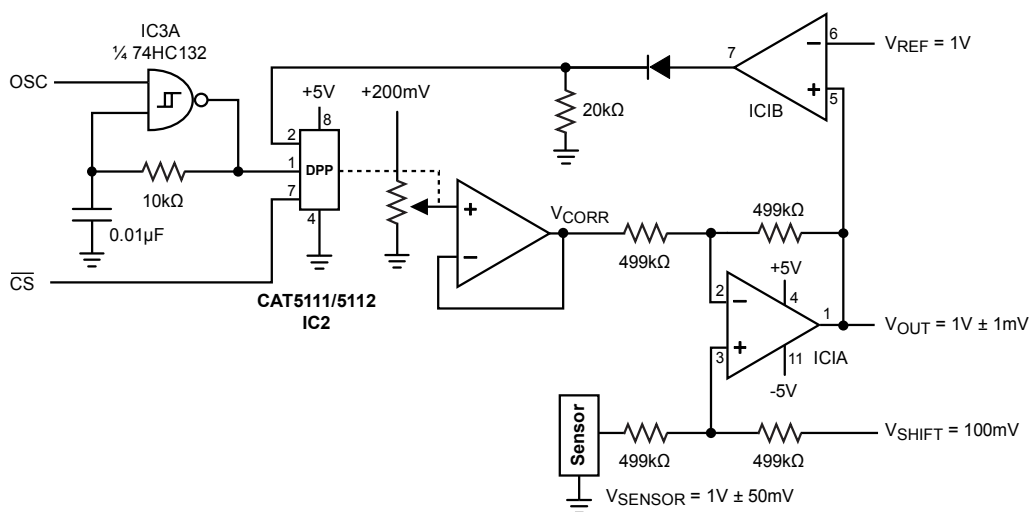 IC3A
¼ 74HC132
OSC
10kΩ
0.01µF
CS
+5V
8
2
1
7
4
DPP
CAT5111/5112
IC2
+200mV
+
−
VCORR
20kΩ
7
−
+
6
5
ICIB
VREF = 1V
499kΩ
499kΩ
+5V
4
2
−
3
+
1
11
-5V
ICIA
VOUT = 1V ± 1mV
Sensor
499kΩ
499kΩ
VSHIFT = 100mV
VSENSOR = 1V ± 50mV